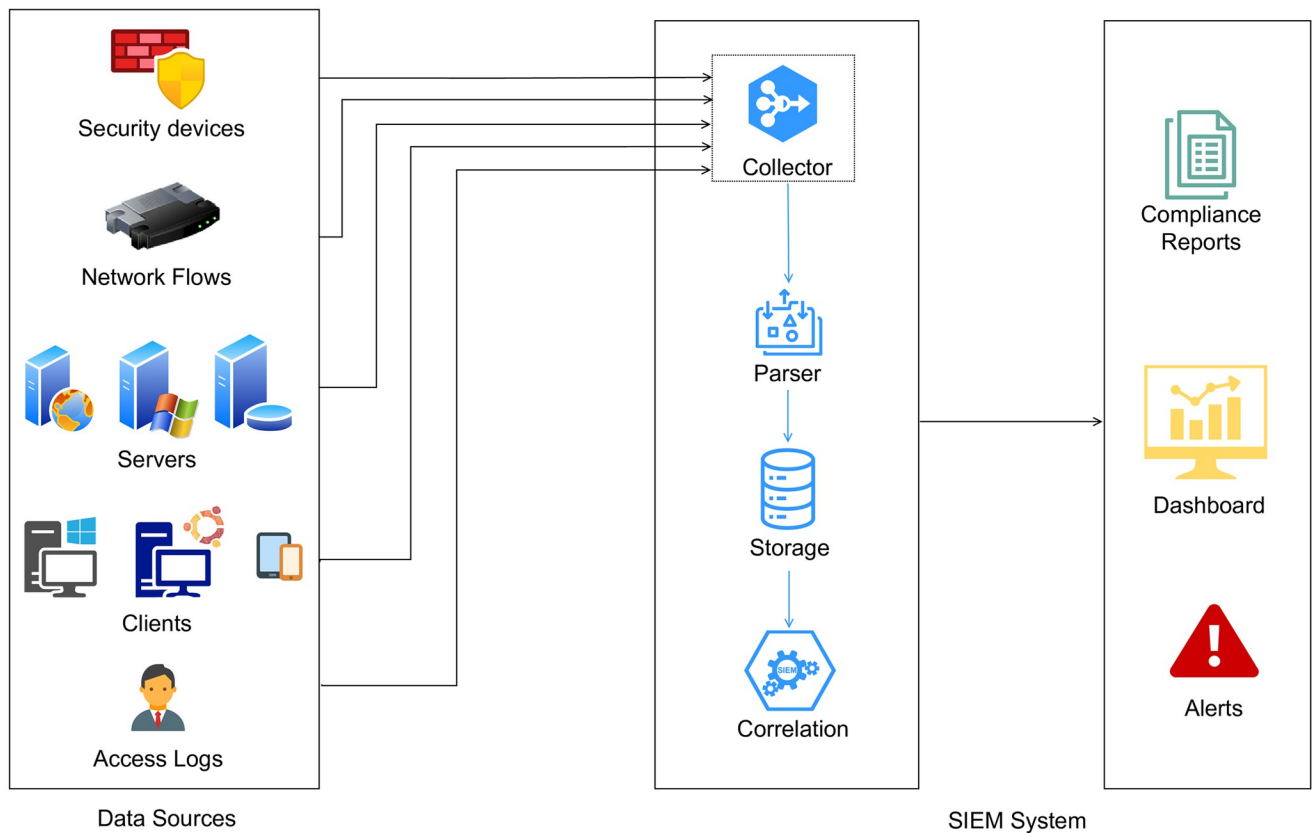 Security devices
Network Flows
Servers
Clients
Access Logs
Data Sources
Collector
Parser
Storage
SIEM
Correlation
Compliance
Reports
Dashboard
Alerts
SIEM System